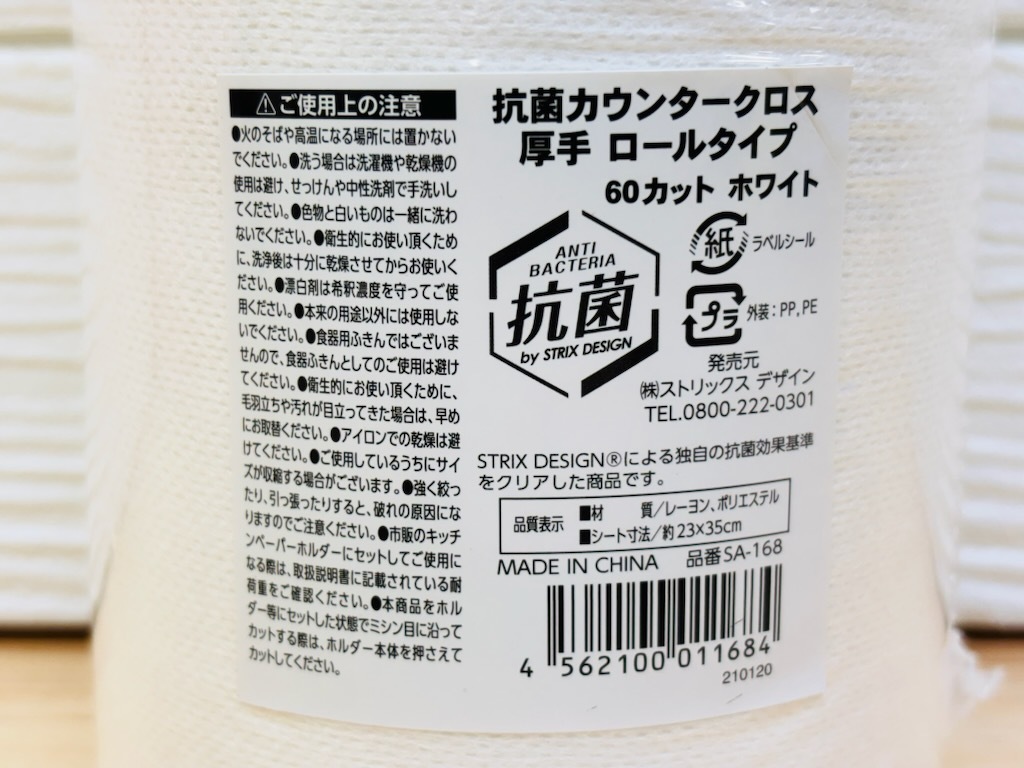 ⚠ご使用上の注意
●火のそばや高温になる場所には置かない
でください。●洗う場合は洗濯機や乾燥機の
使用は避け、せっけんや中性洗剤で手洗いし
てください。●色物と白いものは一緒に洗わ
ないでください。●衛生的にお使い頂くため
に、洗浄後は十分に乾燥させてからお使いく
ださい。●漂白剤は希釈濃度を守ってご使
用ください。●本来の用途以外には使用しな
いでください。●食器用ふきんではございま
せんので、食器ふきんとしてのご使用は避け
てください。●衛生的にお使い頂くために、
毛羽立ちや汚れが目立ってきた場合は、早め
にお取替ください。●アイロンでの乾燥は避
けてください。●ご使用しているうちにサイ
ズが収縮する場合がございます。●強く絞っ
たり、引っ張ったりすると、破れの原因にな
りますのでご注意ください。●市販のキッチ
ンペーパーホルダーにセットしてご使用に
なる際は、取扱説明書に記載されている耐
荷重をご確認ください。●本商品をホル
ダー等にセットした状態でミシン目に沿って
カットする際は、ホルダー本体を押さえて
カットしてください。
抗菌カウンタークロス
厚手 ロールタイプ
60カット ホワイト
ANTI
BACTERIA
抗菌
by STRIX DESIGN
紙 ラベルシール
プラ 外装：PP,PE
発売元
㈱ストリックス デザイン
TEL.0800-222-0301
STRIX DESIGN®による独自の抗菌効果基準
をクリアした商品です。
品質表示
■材 質/レーヨン、ポリエステル
■シート寸法/約23×35cm
MADE IN CHINA 品番SA-168
4 562100 011684
210120